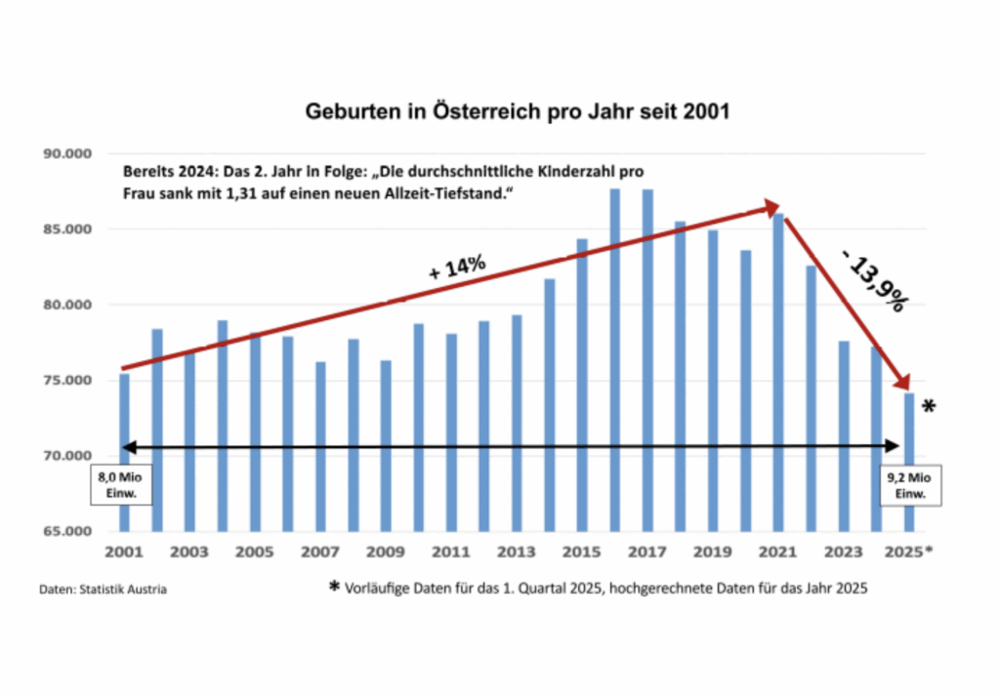 Geburten in Österreich pro Jahr seit 2001
90.000
Bereits 2024: Das 2. Jahr in Folge: „Die durchschnittliche Kinderzahl pro
Frau sank mit 1,31 auf einen neuen Allzeit-Tiefstand.“
85.000
+ 14%
- 13,9%
80.000
75.000
*
70.000
8,0 Mio
Einw.
9,2 Mio
Einw.
65.000
2001 2003 2005 2007 2009 2011 2013 2015 2017 2019 2021 2023 2025*
Daten: Statistik Austria
* Vorläufige Daten für das 1. Quartal 2025, hochgerechnete Daten für das Jahr 2025